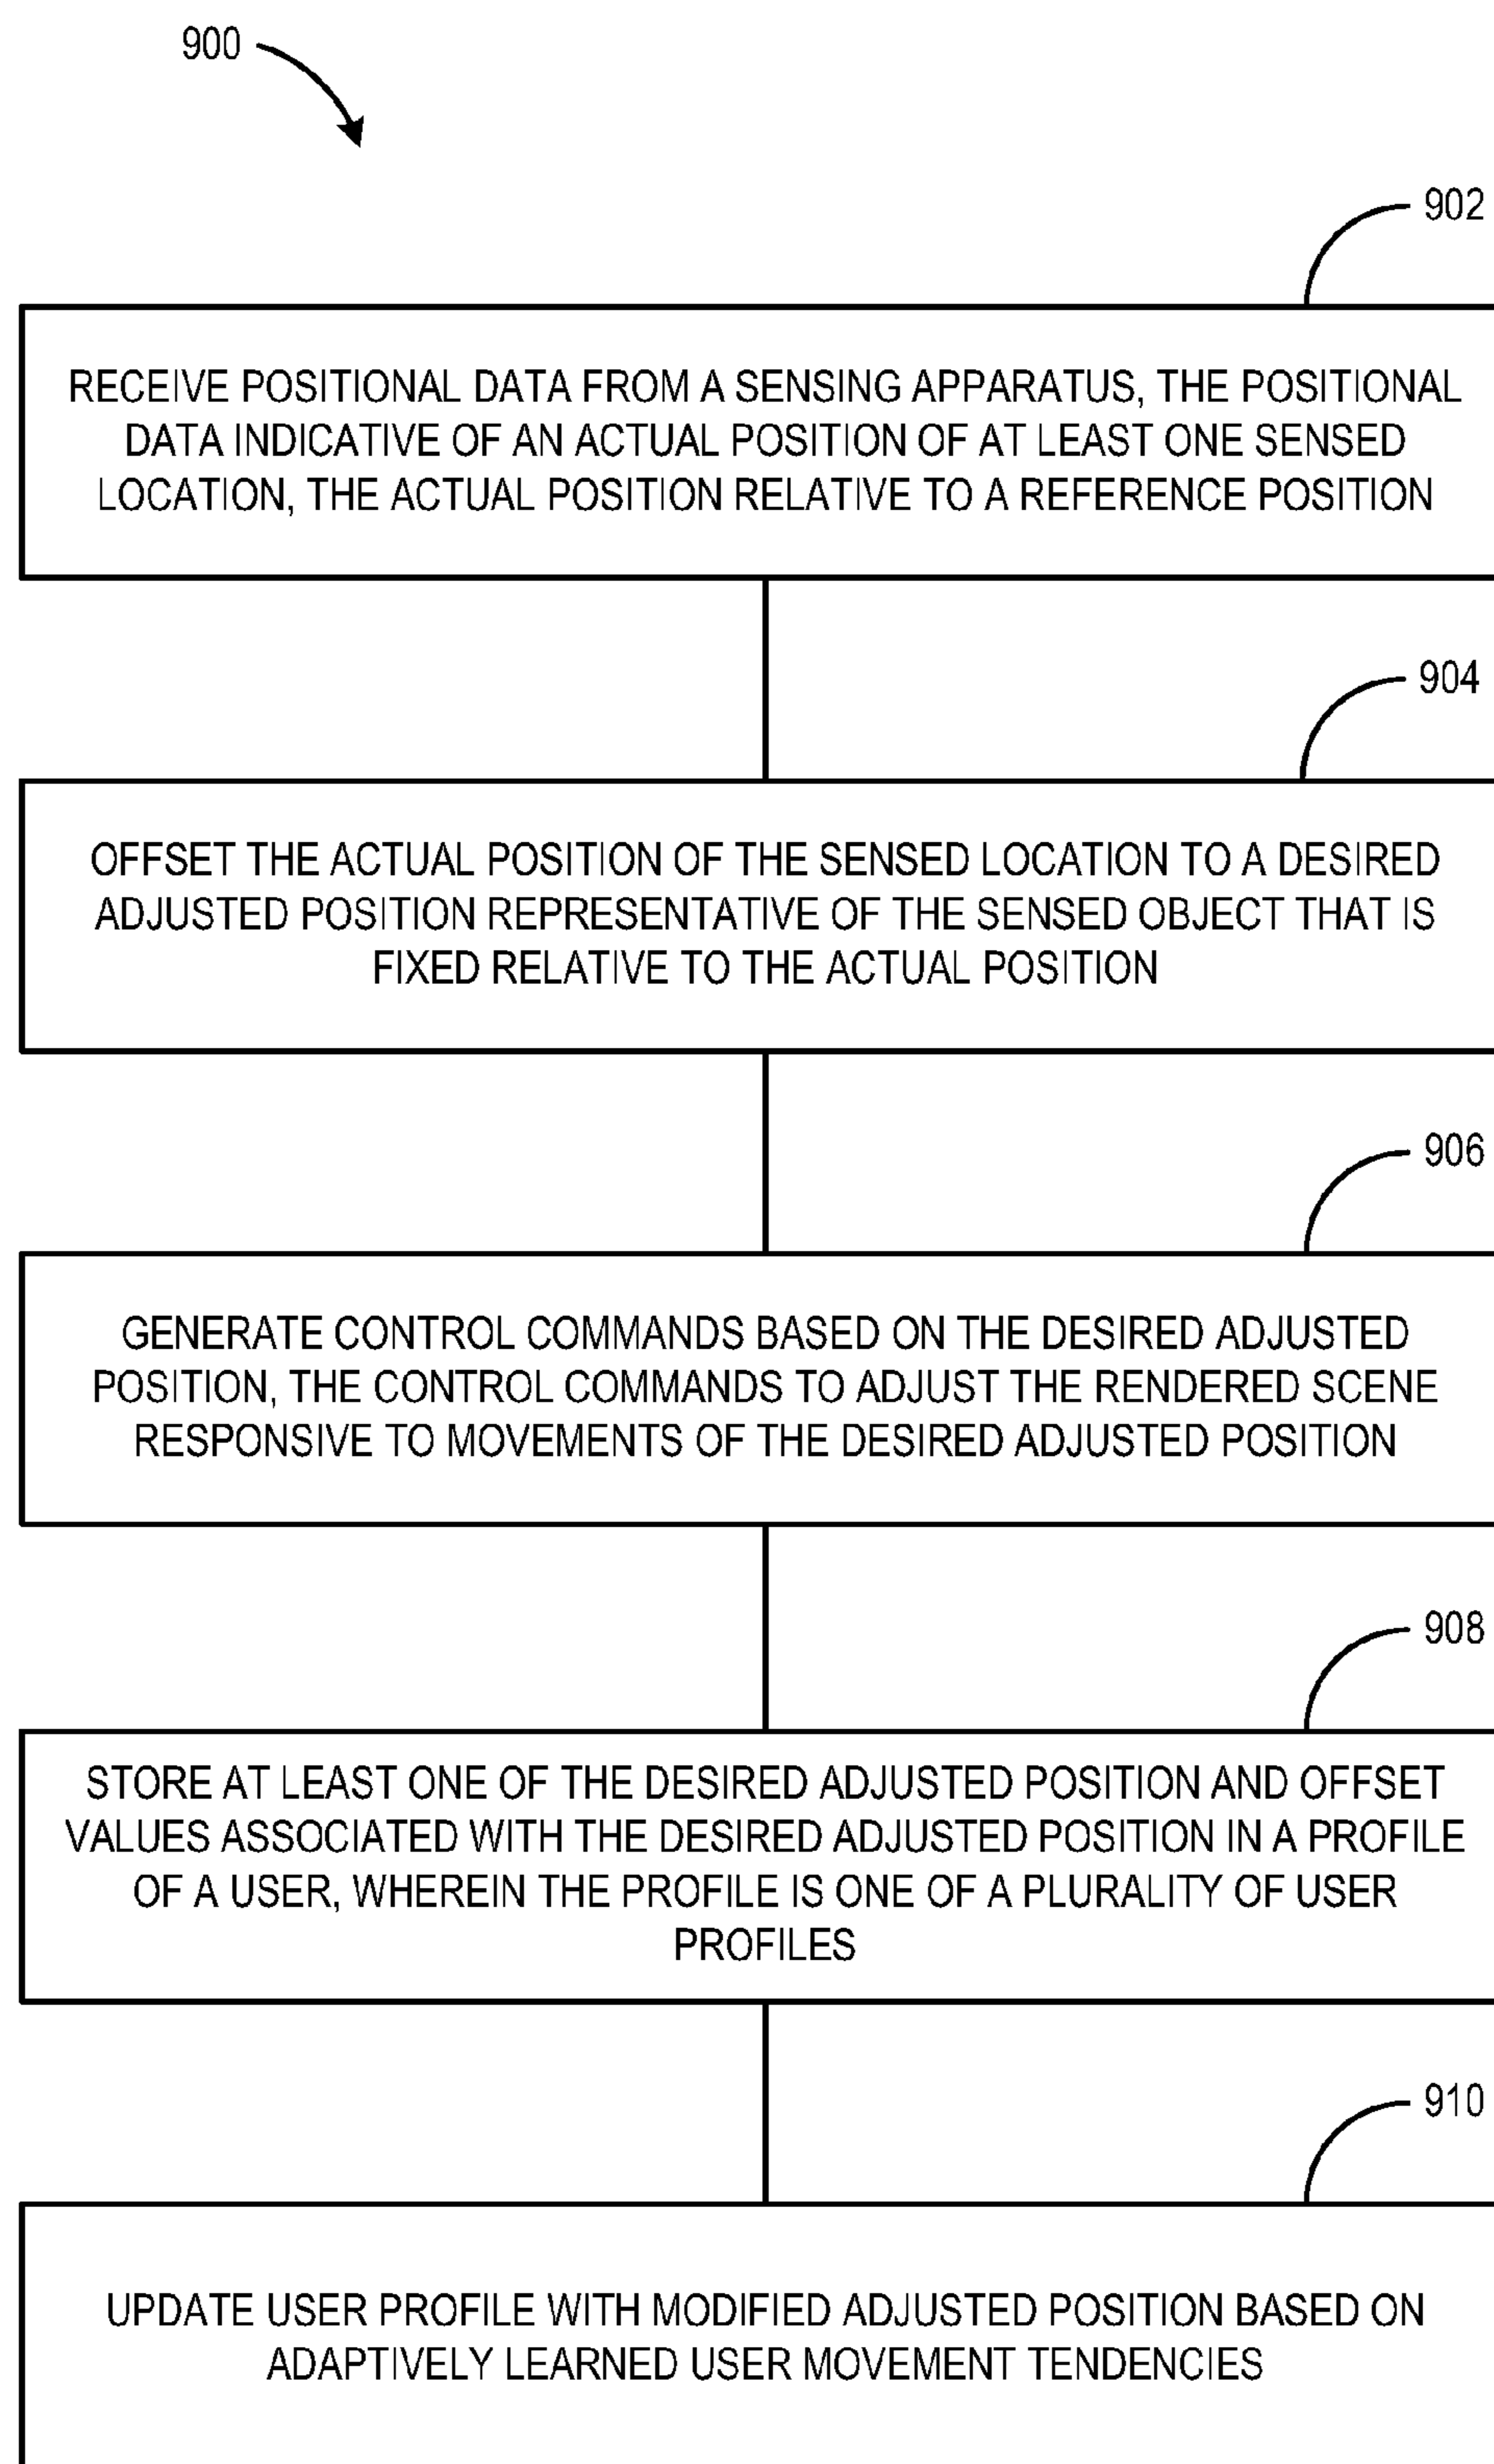 900
902
RECEIVE POSITIONAL DATA FROM A SENSING APPARATUS, THE POSITIONAL
DATA INDICATIVE OF AN ACTUAL POSITION OF AT LEAST ONE SENSED
LOCATION, THE ACTUAL POSITION RELATIVE TO A REFERENCE POSITION
904
OFFSET THE ACTUAL POSITION OF THE SENSED LOCATION TO A DESIRED
ADJUSTED POSITION REPRESENTATIVE OF THE SENSED OBJECT THAT IS
FIXED RELATIVE TO THE ACTUAL POSITION
906
GENERATE CONTROL COMMANDS BASED ON THE DESIRED ADJUSTED
POSITION, THE CONTROL COMMANDS TO ADJUST THE RENDERED SCENE
RESPONSIVE TO MOVEMENTS OF THE DESIRED ADJUSTED POSITION
908
STORE AT LEAST ONE OF THE DESIRED ADJUSTED POSITION AND OFFSET
VALUES ASSOCIATED WITH THE DESIRED ADJUSTED POSITION IN A PROFILE
OF A USER, WHEREIN THE PROFILE IS ONE OF A PLURALITY OF USER
PROFILES
910
UPDATE USER PROFILE WITH MODIFIED ADJUSTED POSITION BASED ON
ADAPTIVELY LEARNED USER MOVEMENT TENDENCIES